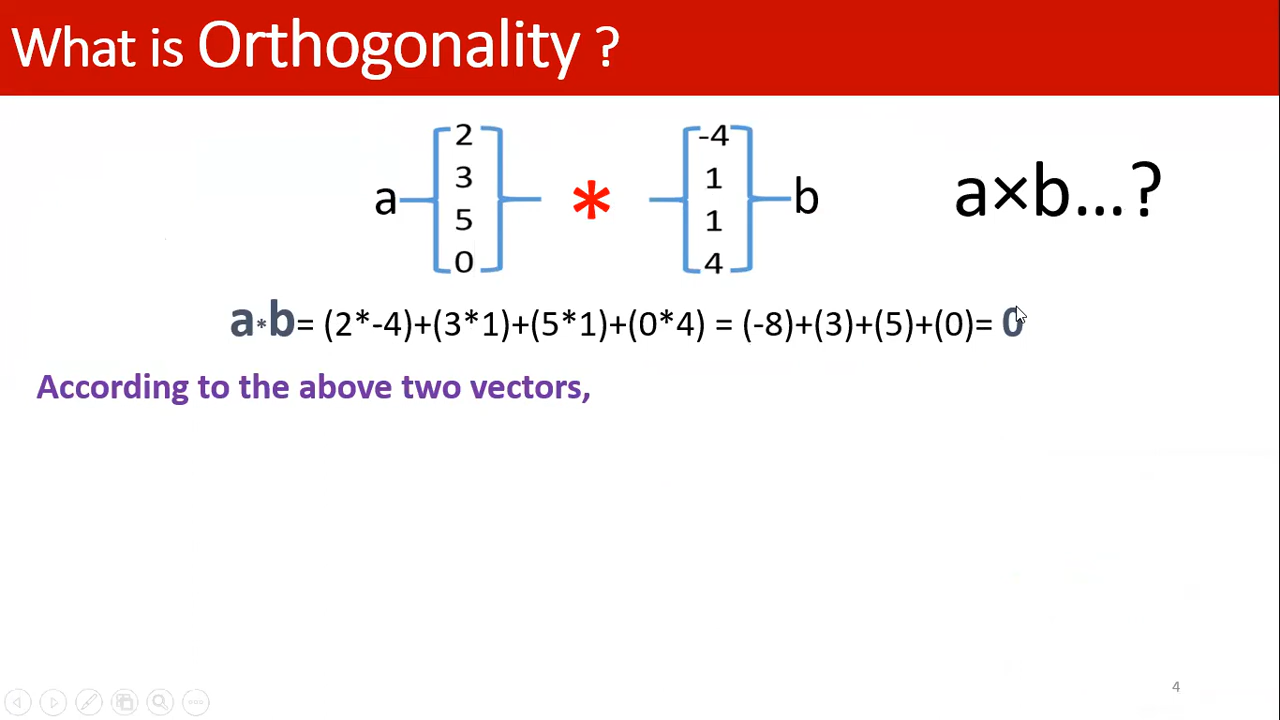 What is Orthogonality ?
a 2 3 5 0 * -4 1 1 4 b
a×b...?
a*b= (2*-4)+(3*1)+(5*1)+(0*4) = (-8)+(3)+(5)+(0)= 0
According to the above two vectors,
4